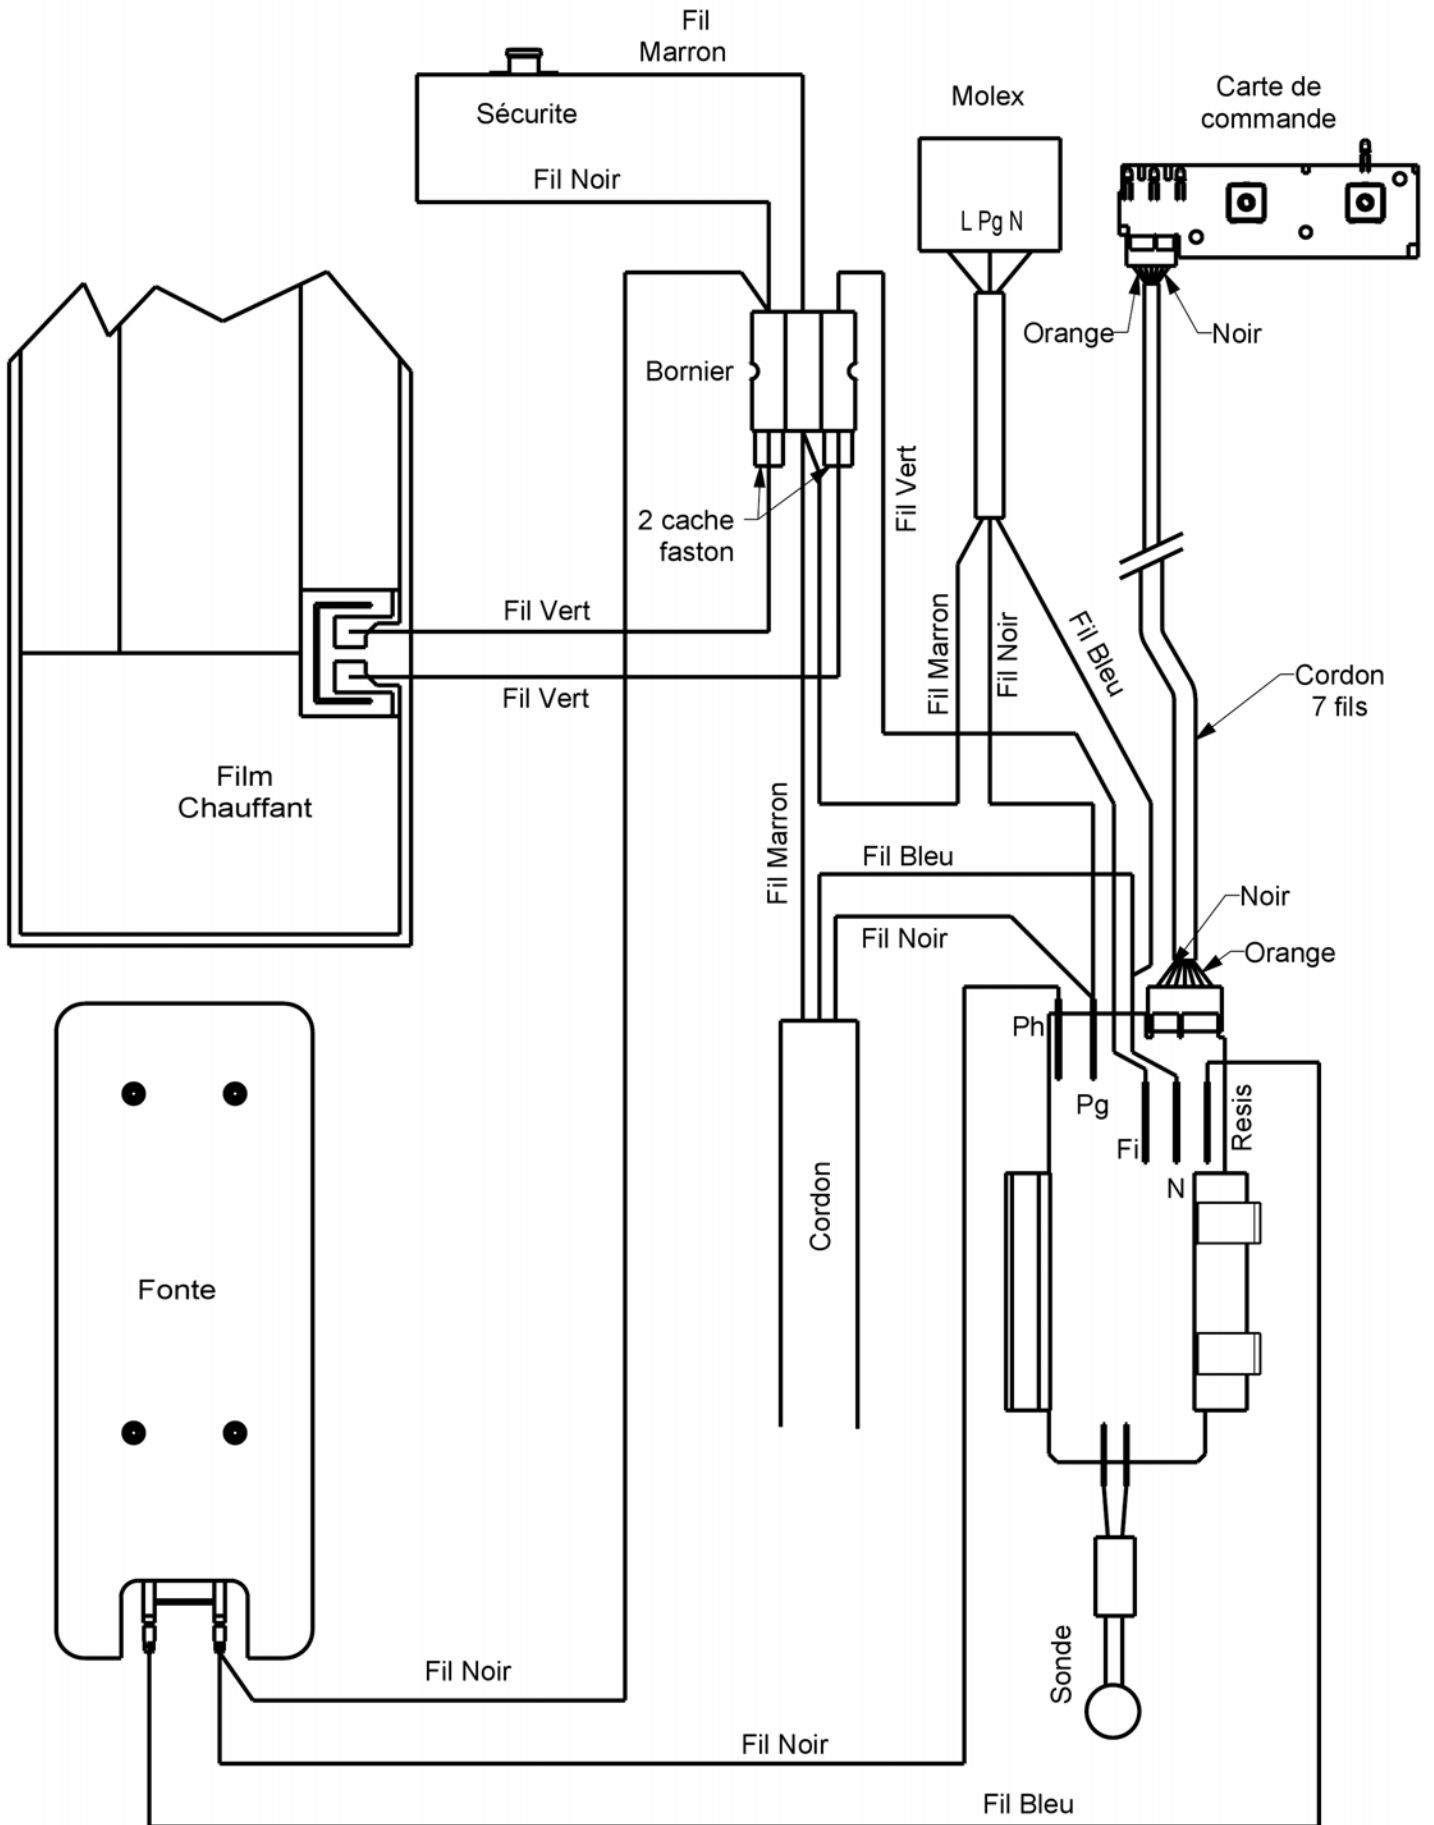 Fil
Marron
Sécurite
Fil Noir
Molex
L Pg N
Carte de
commande
Orange
Noir
Bornier
2 cache
faston
Fil Vert
Fil Vert
Fil Vert
Fil Marron
Fil Noir
Fil Bleu
Cordon
7 fils
Film
Chauffant
Fil Marron
Fil Bleu
Fil Noir
Noir
Orange
Ph
Pg
Fi
N
Resis
Cordon
Fonte
Sonde
Fil Noir
Fil Noir
Fil Bleu